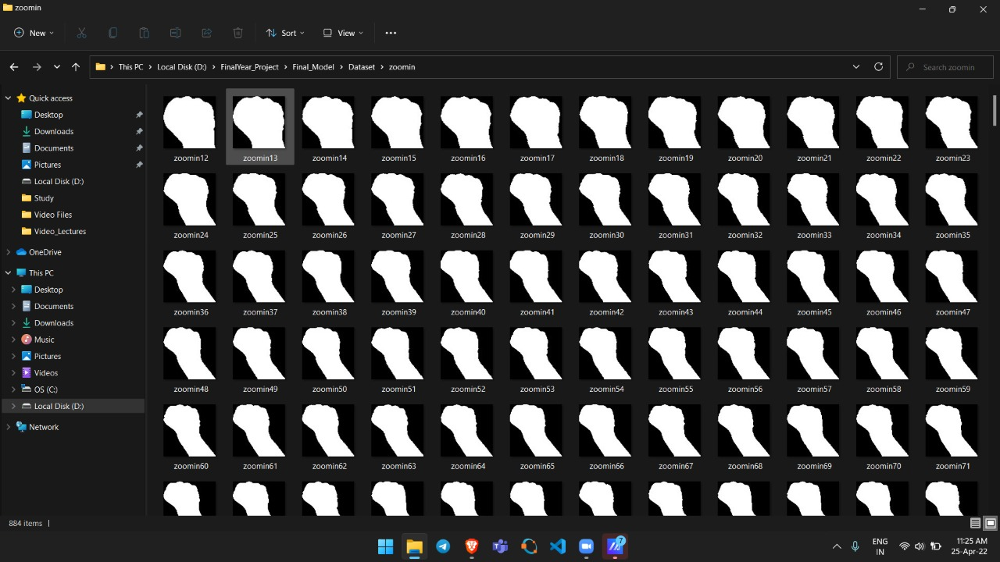 zoomin
New
Sort
View
This PC
Local Disk (D:)
FinalYear_Project
Final_Model
Dataset
zoomin
Search zoomin
Quick access
Desktop
Downloads
Documents
Pictures
Local Disk (D:)
Study
Video Files
Video_Lectures
OneDrive
This PC
Desktop
Documents
Downloads
Music
Pictures
Videos
OS (C:)
Local Disk (D:)
Network
zoomin12 zoomin13 zoomin14 zoomin15 zoomin16 zoomin17 zoomin18 zoomin19 zoomin20 zoomin21 zoomin22 zoomin23
zoomin24 zoomin25 zoomin26 zoomin27 zoomin28 zoomin29 zoomin30 zoomin31 zoomin32 zoomin33 zoomin34 zoomin35
zoomin36 zoomin37 zoomin38 zoomin39 zoomin40 zoomin41 zoomin42 zoomin43 zoomin44 zoomin45 zoomin46 zoomin47
zoomin48 zoomin49 zoomin50 zoomin51 zoomin52 zoomin53 zoomin54 zoomin55 zoomin56 zoomin57 zoomin58 zoomin59
zoomin60 zoomin61 zoomin62 zoomin63 zoomin64 zoomin65 zoomin66 zoomin67 zoomin68 zoomin69 zoomin70 zoomin71
884 items
7
ENG
IN
11:25 AM
25-Apr-22